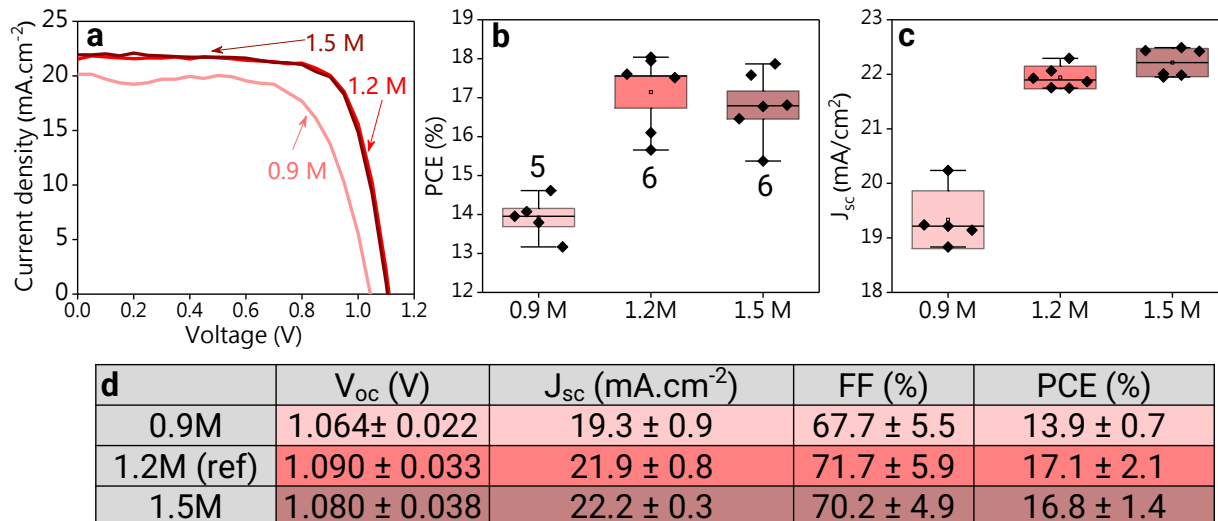 a
Current density (mA.cm-2)
25
20
15
10
5
0
0.0 0.2 0.4 0.6 0.8 1.0 1.2
Voltage (V)
1.5 M
1.2 M
0.9 M
b
PCE (%)
19
18
17
16
15
14
13
12
5
6
6
0.9 M 1.2M 1.5 M
c
Jsc (mA/cm2)
23
22
21
20
19
18
0.9 M 1.2M 1.5 M
d Voc (V) Jsc (mA.cm-2) FF (%) PCE (%)
0.9M 1.064± 0.022 19.3 ± 0.9 67.7 ± 5.5 13.9 ± 0.7
1.2M (ref) 1.090 ± 0.033 21.9 ± 0.8 71.7 ± 5.9 17.1 ± 2.1
1.5M 1.080 ± 0.038 22.2 ± 0.3 70.2 ± 4.9 16.8 ± 1.4